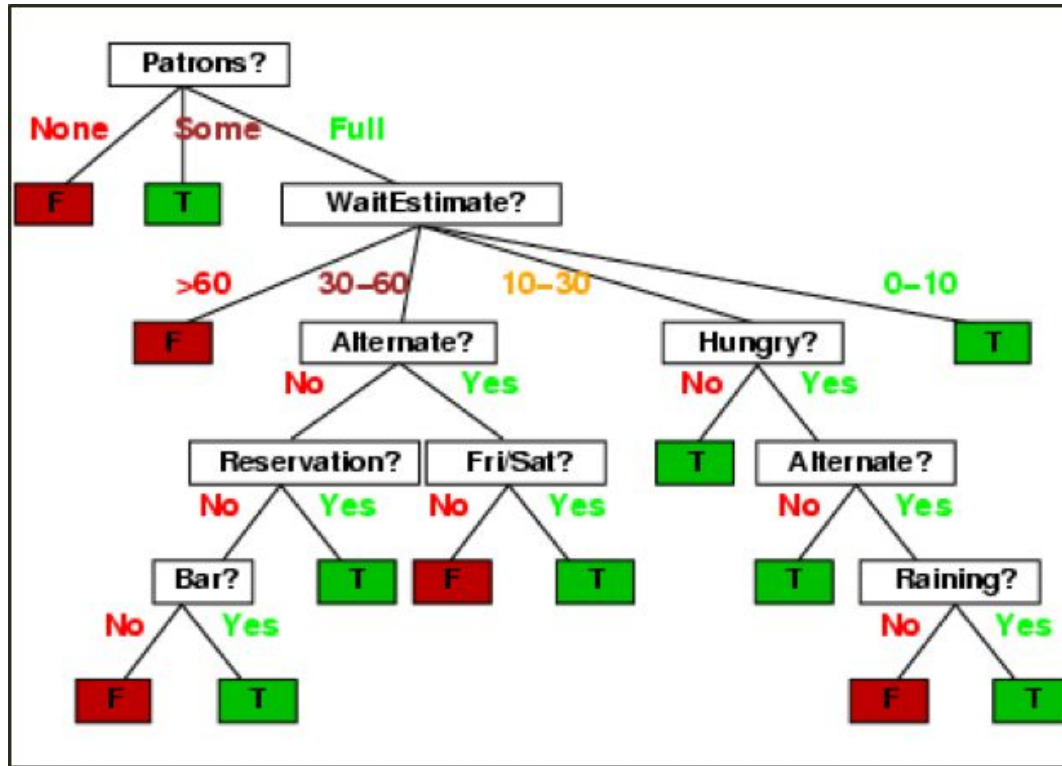 Patrons?
None Some Full
F T WaitEstimate?
>60 30–60 10–30 0–10
F Alternate? Hungry? T
No Yes No Yes
Reservation? Fri/Sat? T Alternate?
No Yes No Yes No Yes
Bar? T F T T Raining?
No Yes No Yes
F T F T